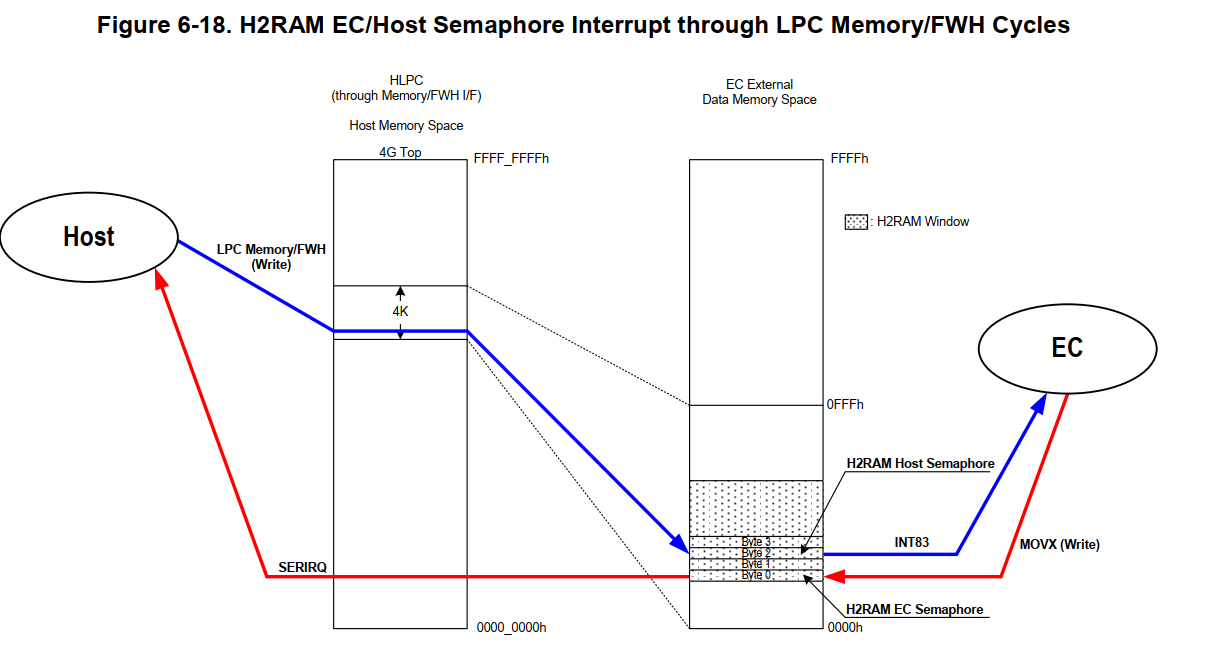 Figure 6-18. H2RAM EC/Host Semaphore Interrupt through LPC Memory/FWH Cycles
HLPC
(through Memory/FWH I/F)
Host Memory Space
4G Top
FFFF_FFFFh
EC External
Data Memory Space
FFFFh
: H2RAM Window
Host
LPC Memory/FWH
(Write)
4K
EC
0FFFh
H2RAM Host Semaphore
Byte 3
Byte 2
Byte 1
Byte 0
INT83
MOVX (Write)
SERIRQ
H2RAM EC Semaphore
0000_0000h
0000h